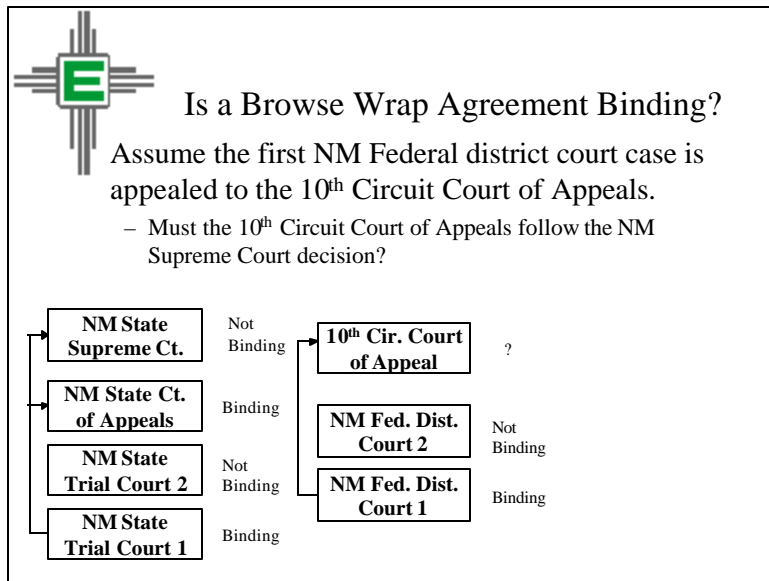 E
Is a Browse Wrap Agreement Binding?
Assume the first NM Federal district court case is
appealed to the 10th Circuit Court of Appeals.
– Must the 10th Circuit Court of Appeals follow the NM
Supreme Court decision?
NM State
Supreme Ct.
Not
Binding
NM State Ct.
of Appeals
Binding
NM State
Trial Court 2
Not
Binding
NM State
Trial Court 1
Binding
10th Cir. Court
of Appeal
?
NM Fed. Dist.
Court 2
Not
Binding
NM Fed. Dist.
Court 1
Binding